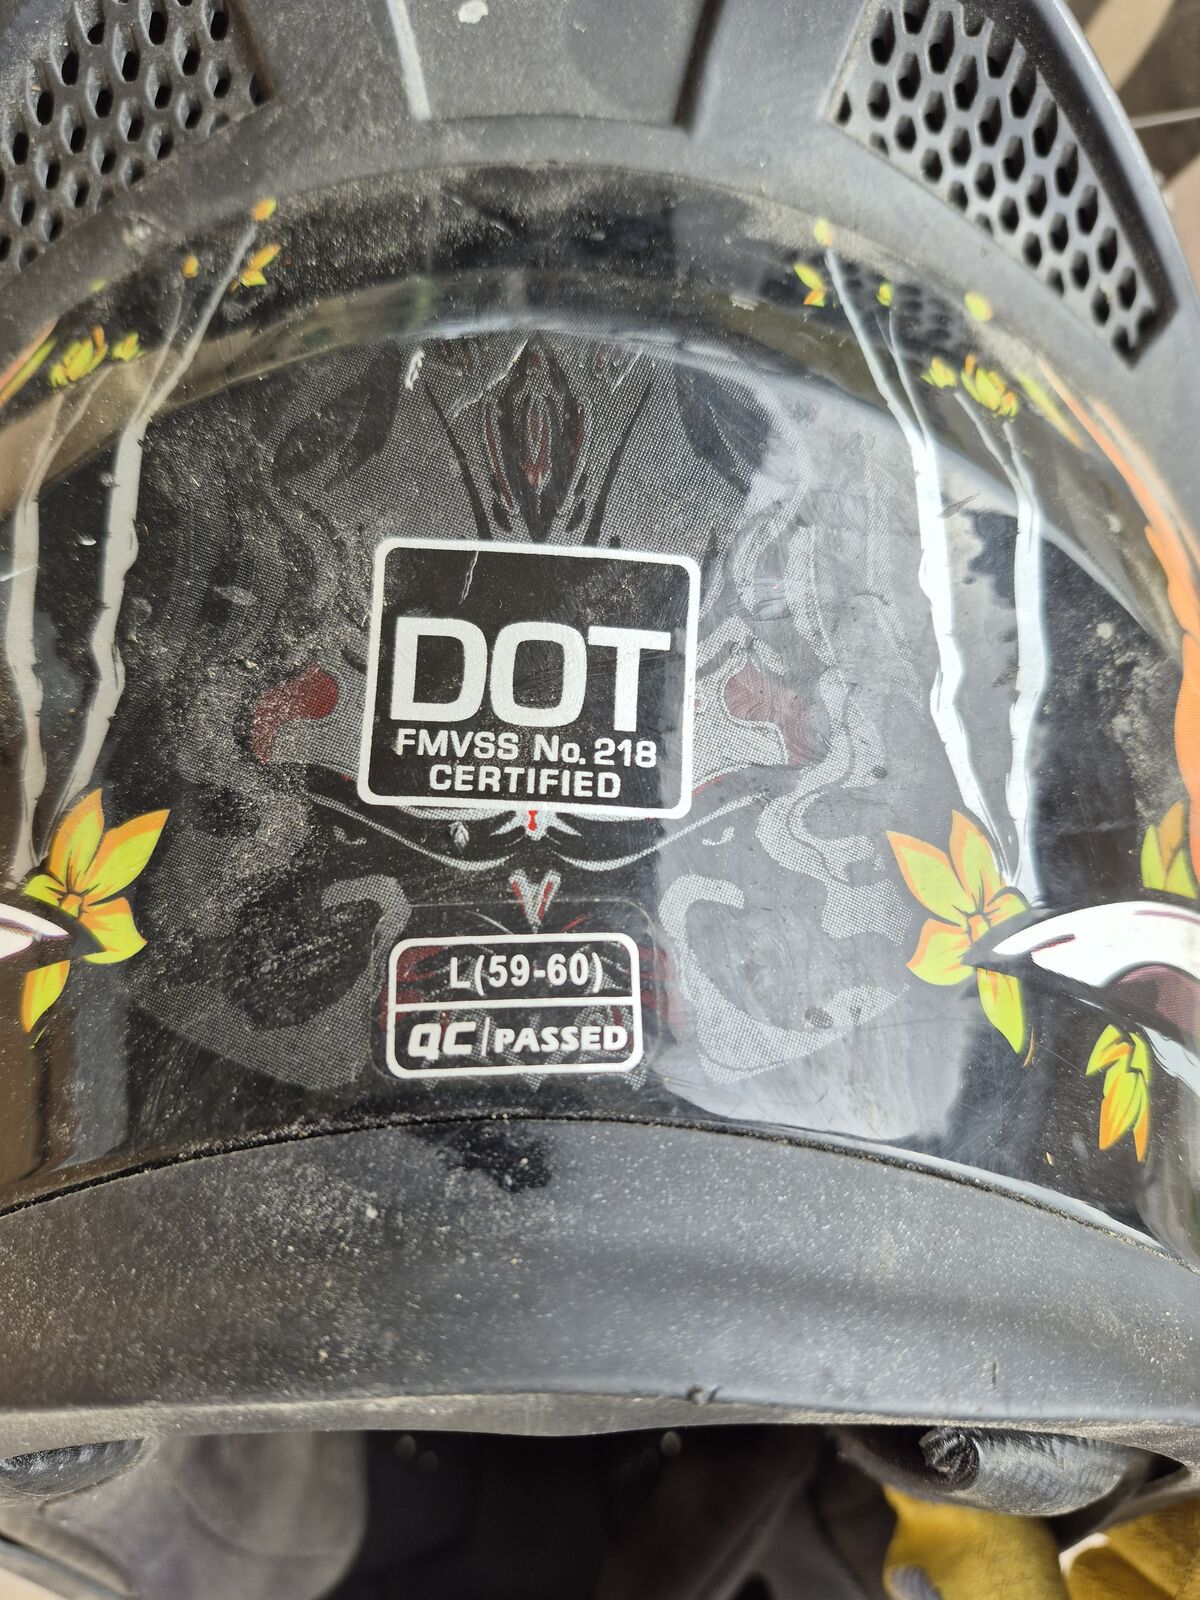 DOT
FMVSS No. 218
CERTIFIED
L(59-60)
QC|PASSED